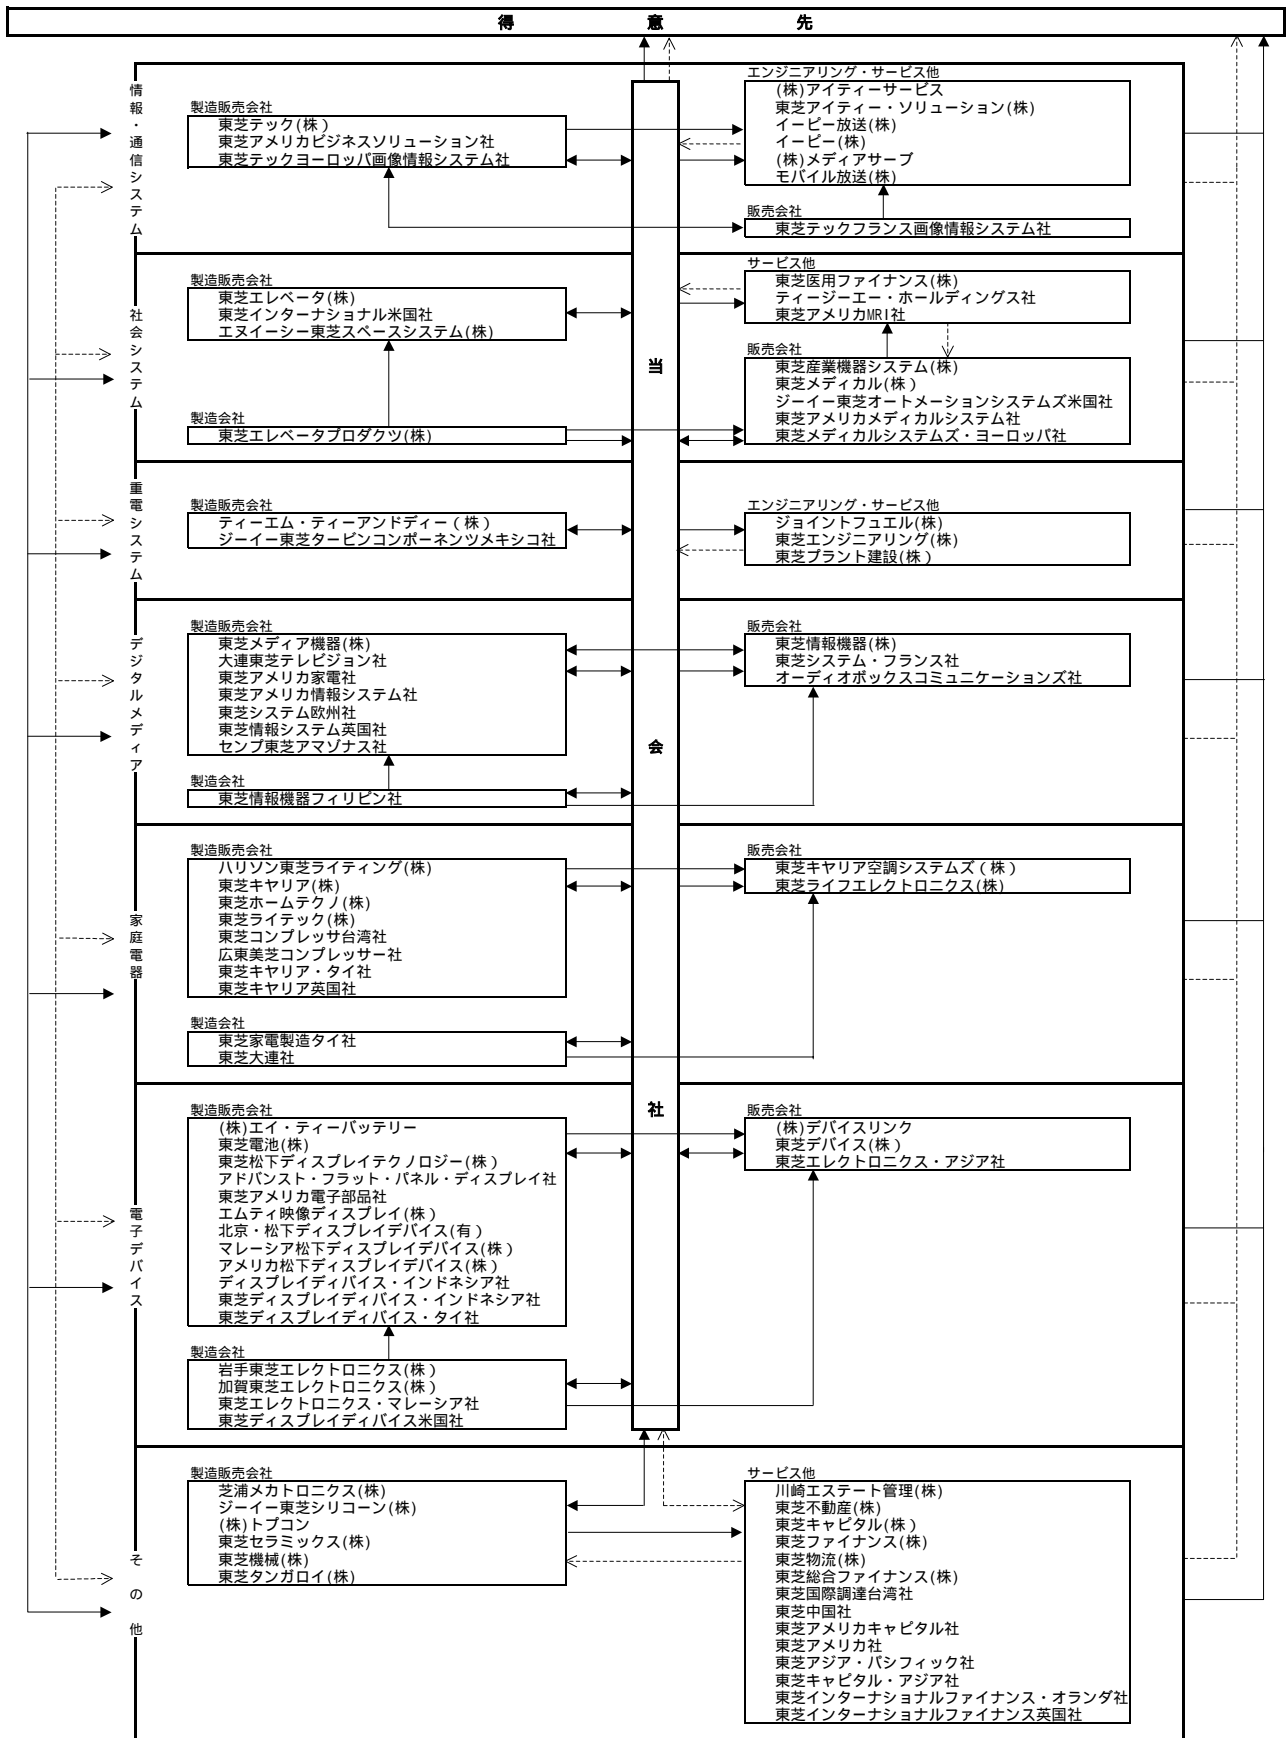 得意先
情報・通信システム
製造販売会社
東芝テック(株)
東芝アメリカビジネスソリューション社
東芝テックヨーロッパ画像情報システム社
エンジニアリング・サービス他
(株)アイティーサービス
東芝アイティー・ソリューション(株)
イーピー放送(株)
イーピー(株)
(株)メディアサーブ
モバイル放送(株)
販売会社
東芝テックフランス画像情報システム社
社会システム
製造販売会社
東芝エレベータ(株)
東芝インターナショナル米国社
エヌイーシー東芝スペースシステム(株)
製造会社
東芝エレベータプロダクツ(株)
サービス他
東芝医用ファイナンス(株)
ティージーエー・ホールディングス社
東芝アメリカMRI社
販売会社
東芝産業機器システム(株)
東芝メディカル(株)
ジーイー東芝オートメーションシステムズ米国社
東芝アメリカメディカルシステム社
東芝メディカルシステムズ・ヨーロッパ社
当会社
重電システム
製造販売会社
ティーエム・ティーアンドディー(株)
ジーイー東芝タービンコンポーネンツメキシコ社
エンジニアリング・サービス他
ジョイントフュエル(株)
東芝エンジニアリング(株)
東芝プラント建設(株)
デジタルメディア
製造販売会社
東芝メディア機器(株)
大連東芝テレビジョン社
東芝アメリカ家電社
東芝アメリカ情報システム社
東芝システム欧州社
東芝情報システム英国社
センプ東芝アマゾナス社
製造会社
東芝情報機器フィリピン社
販売会社
東芝情報機器(株)
東芝システム・フランス社
オーディオボックスコミュニケーションズ社
家庭電器
製造販売会社
ハリソン東芝ライティング(株)
東芝キヤリア(株)
東芝ホームテクノ(株)
東芝ライテック(株)
東芝コンプレッサ台湾社
広東美芝コンプレッサー社
東芝キヤリア・タイ社
東芝キヤリア英国社
製造会社
東芝家電製造タイ社
東芝大連社
販売会社
東芝キヤリア空調システムズ(株)
東芝ライフエレクトロニクス(株)
電子デバイス
製造販売会社
(株)エイ・ティーバッテリー
東芝電池(株)
東芝松下ディスプレイテクノロジー(株)
アドバンスト・フラット・パネル・ディスプレイ社
東芝アメリカ電子部品社
エムティ映像ディスプレイ(株)
北京・松下ディスプレイデバイス(有)
マレーシア松下ディスプレイデバイス(株)
アメリカ松下ディスプレイデバイス(株)
ディスプレイディバイス・インドネシア社
東芝ディスプレイディバイス・インドネシア社
東芝ディスプレイディバイス・タイ社
製造会社
岩手東芝エレクトロニクス(株)
加賀東芝エレクトロニクス(株)
東芝エレクトロニクス・マレーシア社
東芝ディスプレイディバイス米国社
販売会社
(株)デバイスリンク
東芝デバイス(株)
東芝エレクトロニクス・アジア社
その他
製造販売会社
芝浦メカトロニクス(株)
ジーイー東芝シリコーン(株)
(株)トプコン
東芝セラミックス(株)
東芝機械(株)
東芝タンガロイ(株)
サービス他
川崎エステート管理(株)
東芝不動産(株)
東芝キャピタル(株)
東芝ファイナンス(株)
東芝物流(株)
東芝総合ファイナンス(株)
東芝国際調達台湾社
東芝中国社
東芝アメリカキャピタル社
東芝アメリカ社
東芝アジア・パシフィック社
東芝キャピタル・アジア社
東芝インターナショナルファイナンス・オランダ社
東芝インターナショナルファイナンス英国社